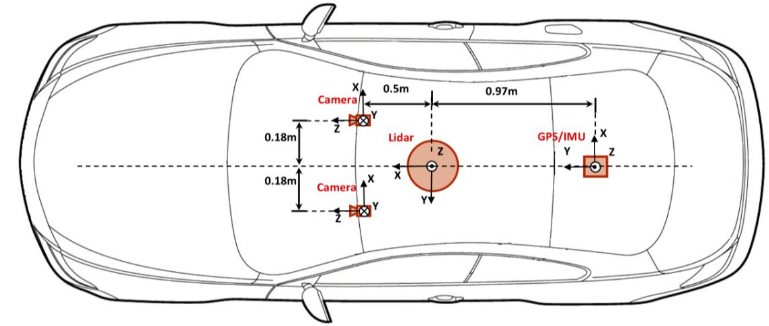 0.5m
0.97m
X
Camera
Y
Z
0.18m
Lidar
Z
X
Y
GPS/IMU
X
Y
Z
0.18m
Camera
X
Y
Z